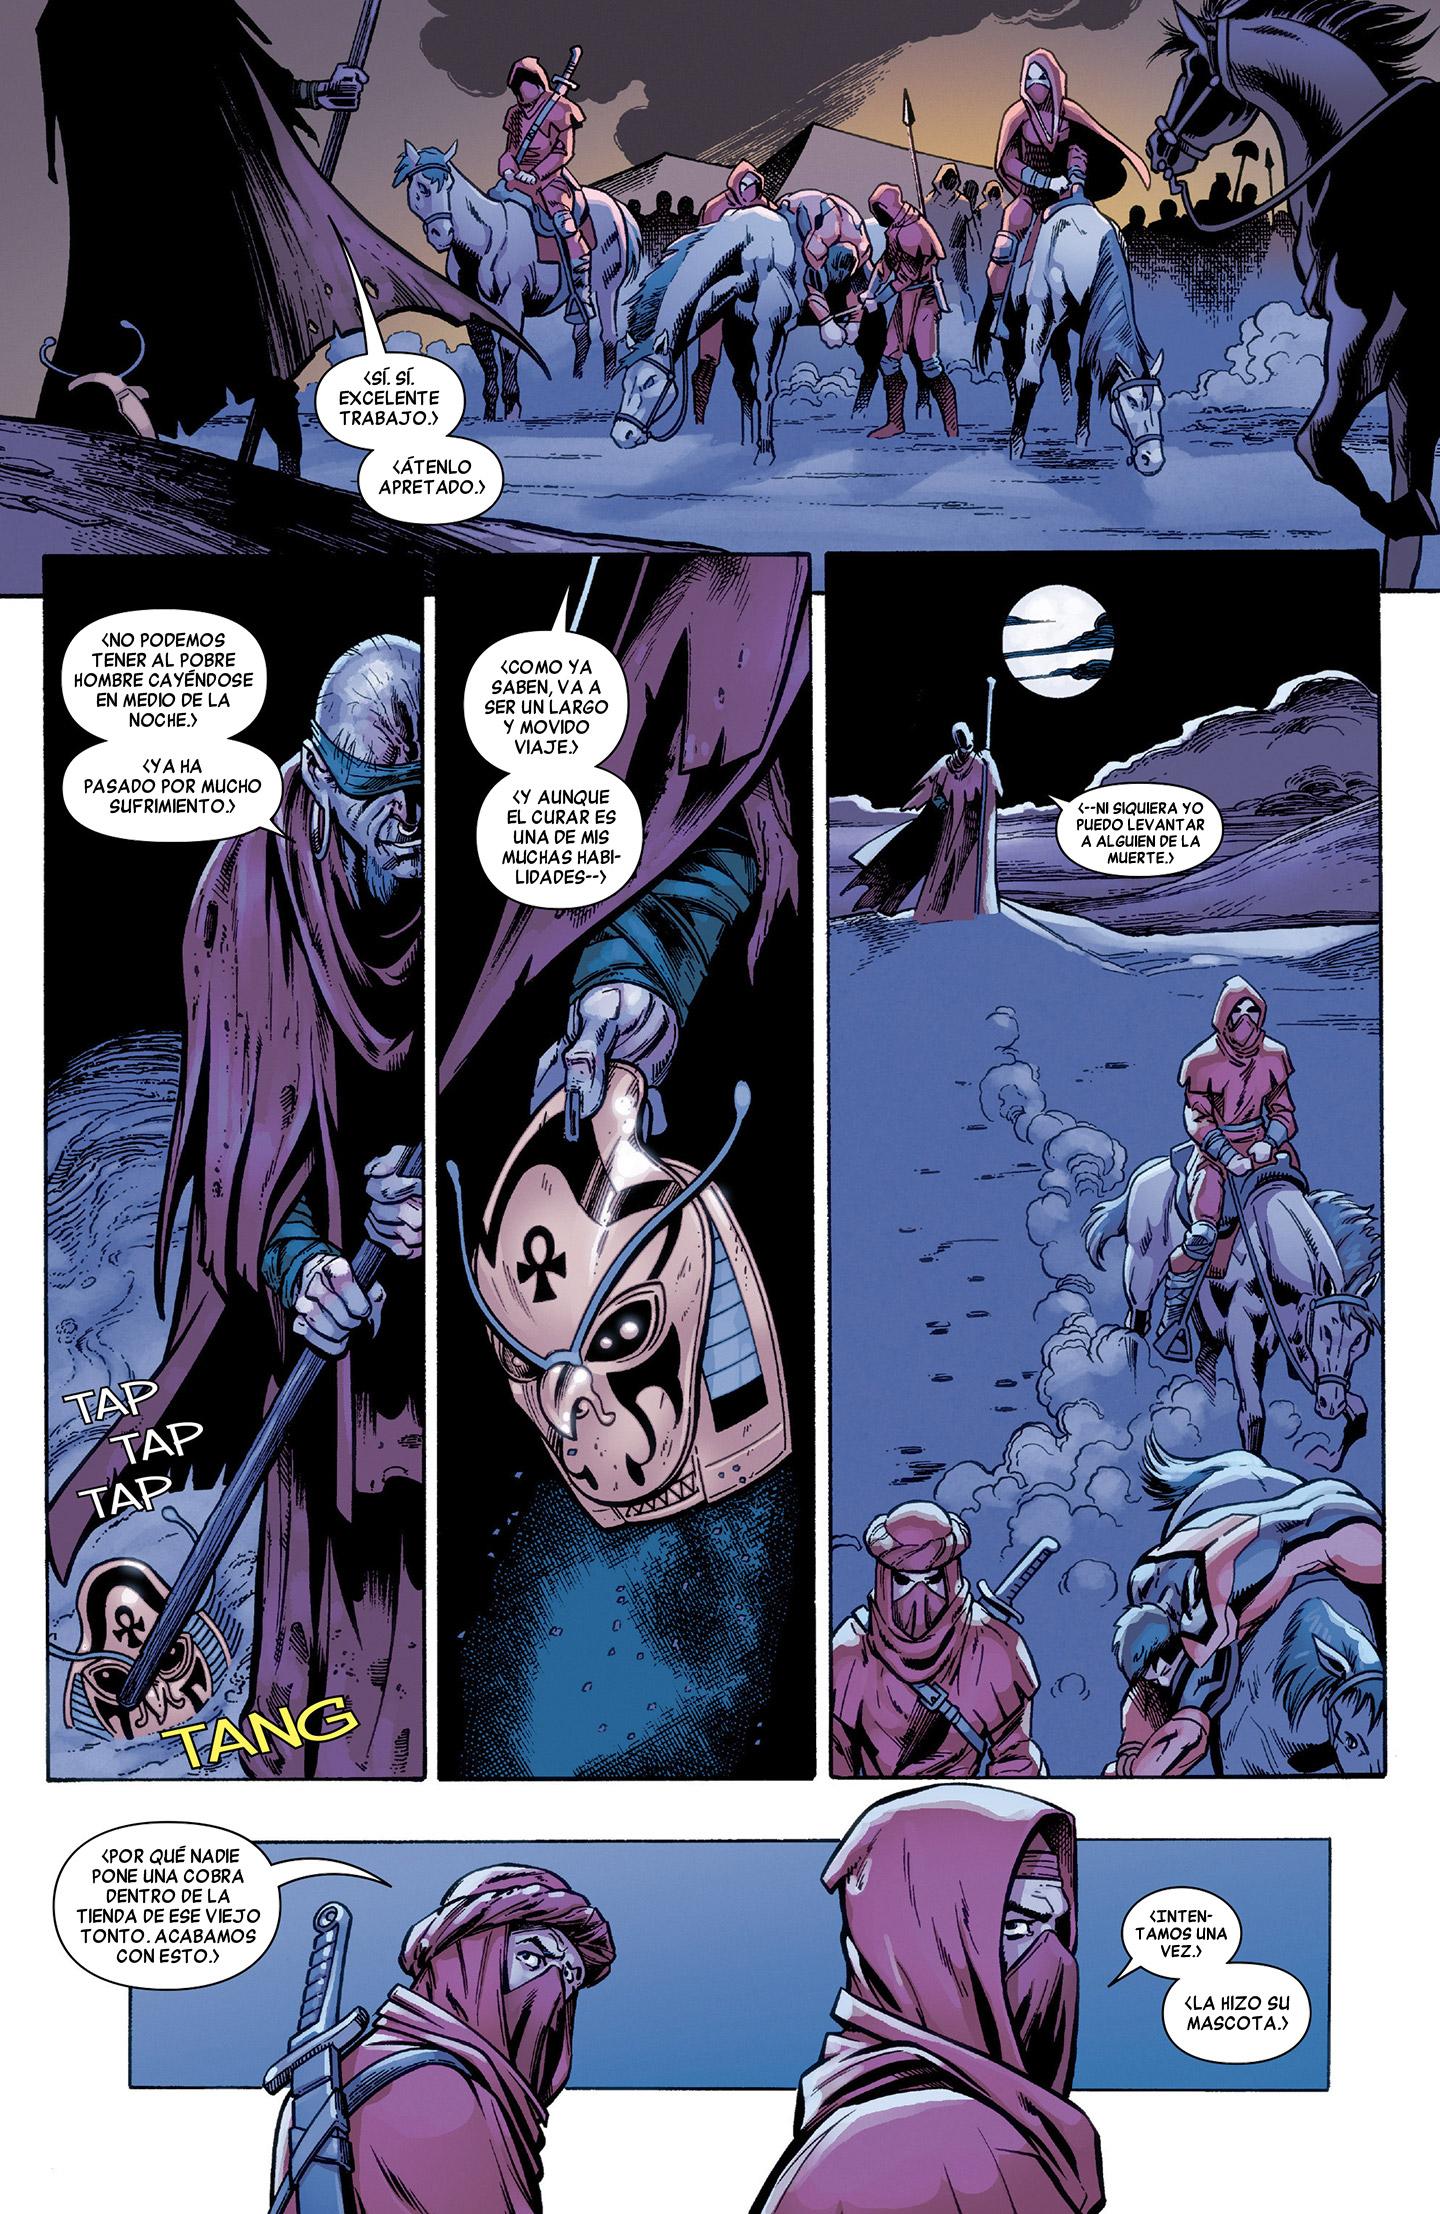 <SÍ. SÍ.
EXCELENTE
TRABAJO.>
<ÁTENLO
APRETADO.>
<NO PODEMOS
TENER AL POBRE
HOMBRE CAYÉNDOSE
EN MEDIO DE LA
NOCHE.>
<YA HA
PASADO POR MUCHO
SUFRIMIENTO.>
TAP
TAP
TAP
TANG
<COMO YA
SABEN, VA A
SER UN LARGO
Y MOVIDO
VIAJE.>
<Y AUNQUE
EL CURAR ES
UNA DE MIS
MUCHAS HABI-
LIDADES-->
<--NI SIQUIERA YO
PUEDO LEVANTAR
A ALGUIEN DE LA
MUERTE.>
<POR QUÉ NADIE
PONE UNA COBRA
DENTRO DE LA
TIENDA DE ESE VIEJO
TONTO. ACABAMOS
CON ESTO.>
<INTEN-
TAMOS UNA
VEZ.>
<LA HIZO SU
MASCOTA.>